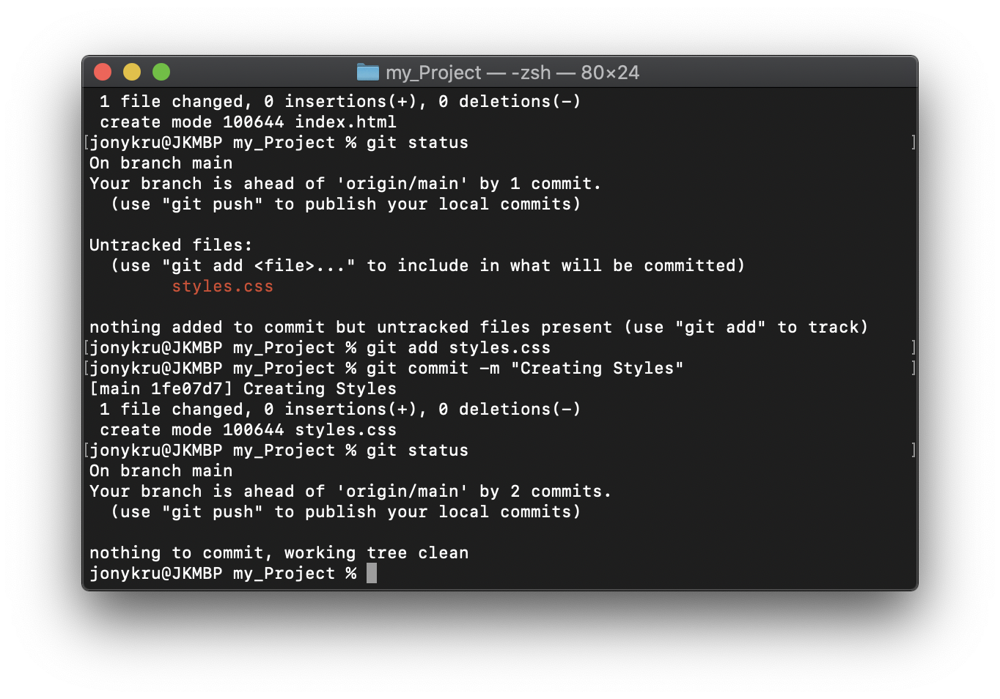 my_Project — -zsh — 80×24
 1 file changed, 0 insertions(+), 0 deletions(-)
 create mode 100644 index.html
[jonykru@JKMBP my_Project % git status ]
On branch main
Your branch is ahead of 'origin/main' by 1 commit.
  (use "git push" to publish your local commits)

Untracked files:
  (use "git add <file>..." to include in what will be committed)
        styles.css

nothing added to commit but untracked files present (use "git add" to track)
[jonykru@JKMBP my_Project % git add styles.css ]
[jonykru@JKMBP my_Project % git commit -m "Creating Styles" ]
[main 1fe07d7] Creating Styles
 1 file changed, 0 insertions(+), 0 deletions(-)
 create mode 100644 styles.css
[jonykru@JKMBP my_Project % git status ]
On branch main
Your branch is ahead of 'origin/main' by 2 commits.
  (use "git push" to publish your local commits)

nothing to commit, working tree clean
jonykru@JKMBP my_Project %